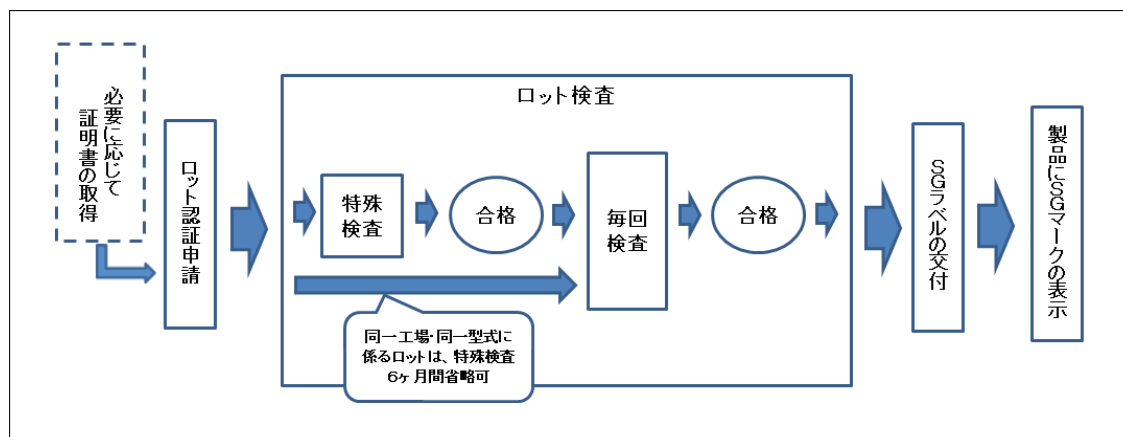 必要に応じて
証明書の取得
ロット認証申請
ロット検査
特殊
検査
合格
毎回
検査
合格
同一工場・同一型式に
係るロットは、特殊検査
６ヶ月間省略可
ＳＧラベルの交付
製品にＳＧマークの表示